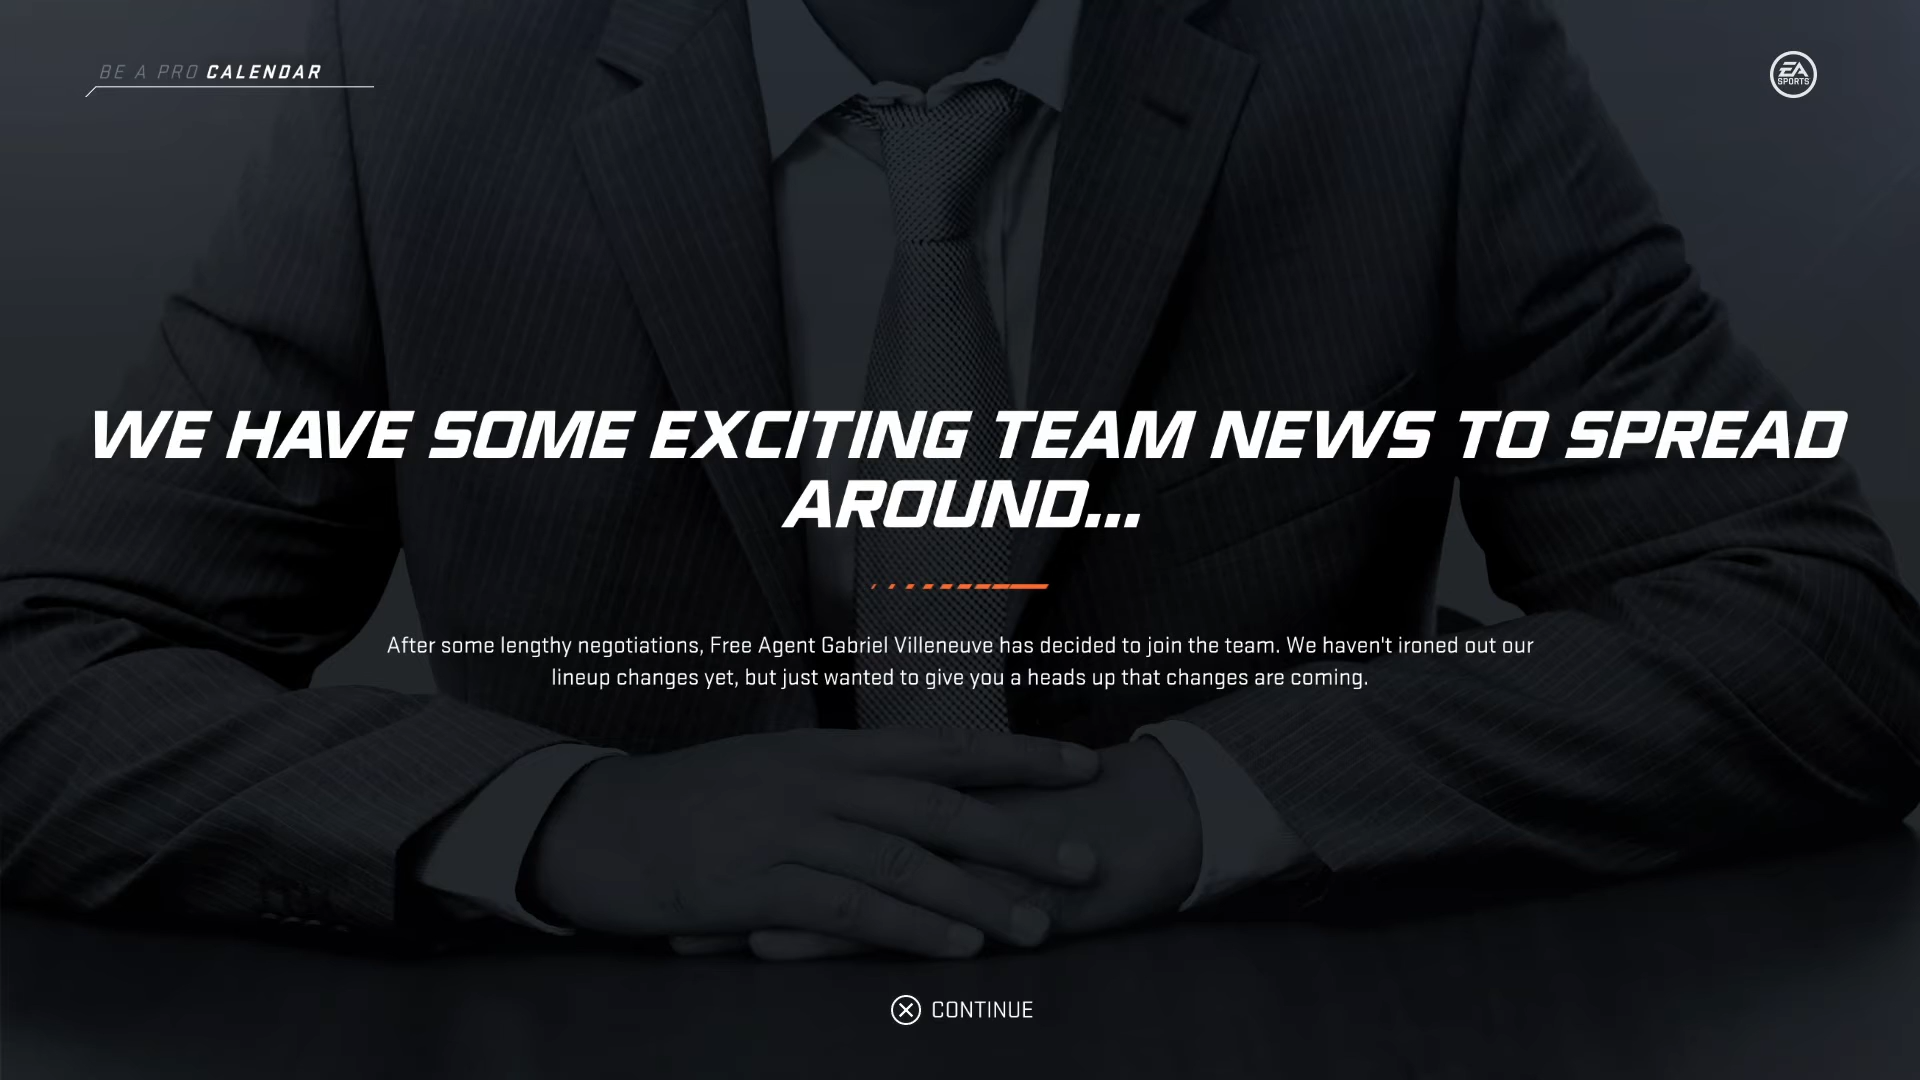 BE A PRO CALENDAR
EA
SPORTS
WE HAVE SOME EXCITING TEAM NEWS TO SPREAD
AROUND...
After some lengthy negotiations, Free Agent Gabriel Villeneuve has decided to join the team. We haven't ironed out our
lineup changes yet, but just wanted to give you a heads up that changes are coming.
CONTINUE